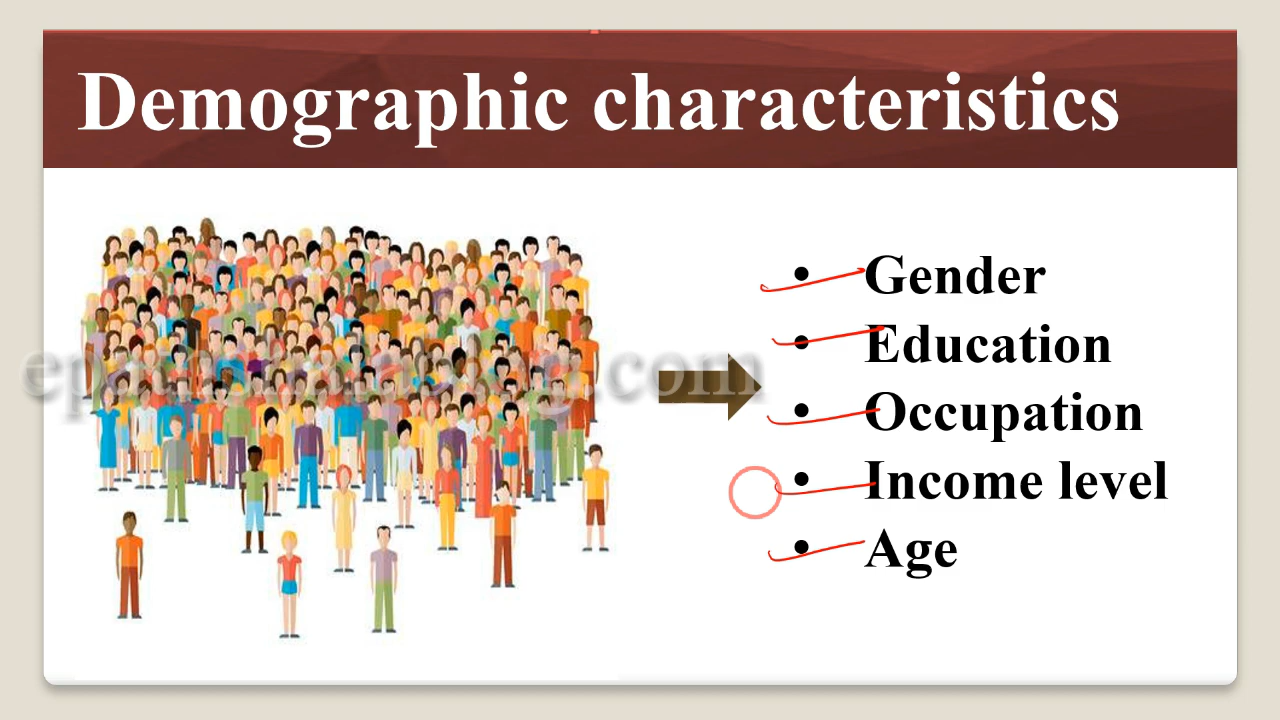 Demographic characteristics
• Gender
• Education
• Occupation
• Income level
• Age